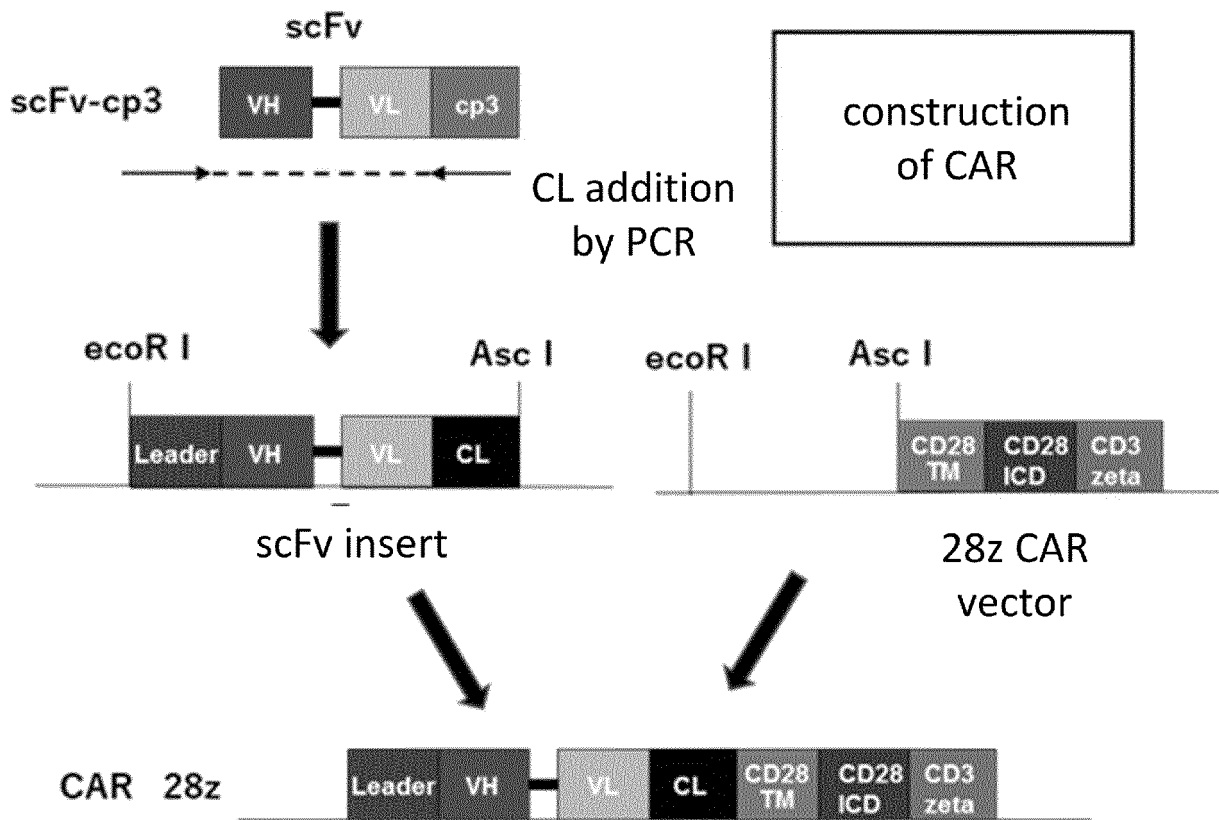 scFv
scFv-cp3
VH
VL
cp3
construction
of CAR
CL addition
by PCR
ecoR I
Asc I
Leader
VH
VL
CL
scFv insert
ecoR I
Asc I
CD28
TM
CD28
ICD
CD3
zeta
28z CAR
vector
CAR 28z
Leader
VH
VL
CL
CD28
TM
CD28
ICD
CD3
zeta